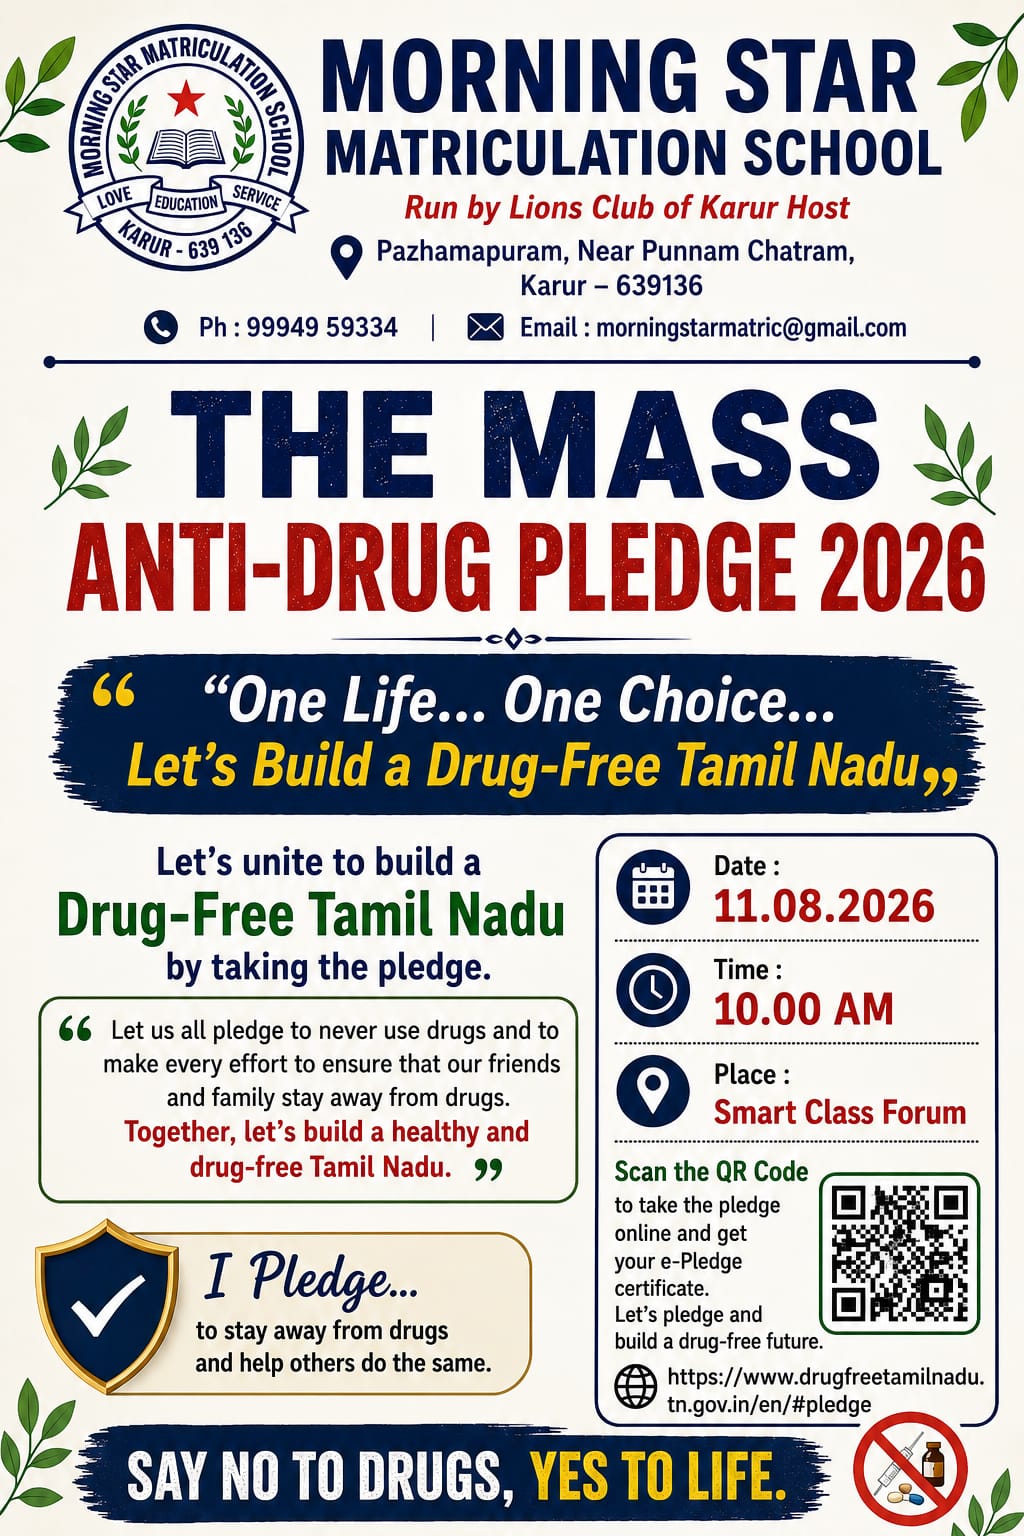 MORNING STAR MATRICULATION SCHOOL
LOVE
EDUCATION
SERVICE
KARUR - 639 136
MORNING STAR
MATRICULATION SCHOOL
Run by Lions Club of Karur Host
Pazhamapuram, Near Punnam Chatram,
Karur – 639136
Ph : 99949 59334 | Email : morningstarmatric@gmail.com
THE MASS
ANTI-DRUG PLEDGE 2026
“ “One Life... One Choice...
Let’s Build a Drug-Free Tamil Nadu”
Let’s unite to build a
Drug-Free Tamil Nadu
by taking the pledge.
“ Let us all pledge to never use drugs and to
make every effort to ensure that our friends
and family stay away from drugs.
Together, let’s build a healthy and
drug-free Tamil Nadu. ”
I Pledge...
to stay away from drugs
and help others do the same.
Date :
11.08.2026
Time :
10.00 AM
Place :
Smart Class Forum
Scan the QR Code
to take the pledge
online and get
your e-Pledge
certificate.
Let’s pledge and
build a drug-free future.
https://www.drugfreetamilnadu.
tn.gov.in/en/#pledge
SAY NO TO DRUGS, YES TO LIFE.